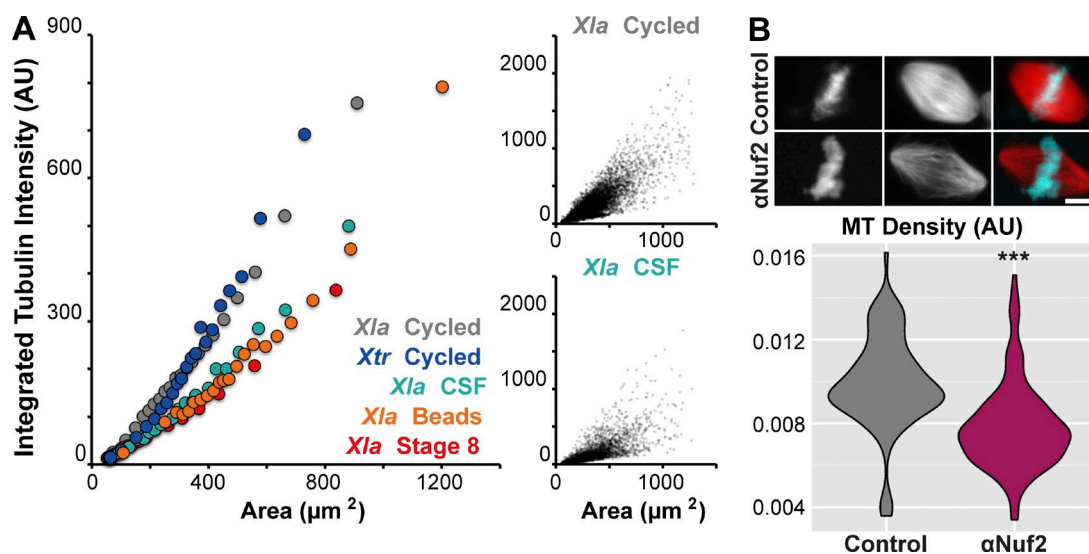 A
Integrated Tubulin Intensity (AU)
900
600
300
0
0
400
800
1200
Area (µm ²)
Xla Cycled
Xtr Cycled
Xla CSF
Xla Beads
Xla Stage 8
Xla Cycled
2000
1000
0
0
1000
Xla CSF
2000
1000
0
0
1000
Area (µm ²)
B
Control
αNuf2
MT Density (AU)
0.016
0.012
0.008
0.004
***
Control
αNuf2